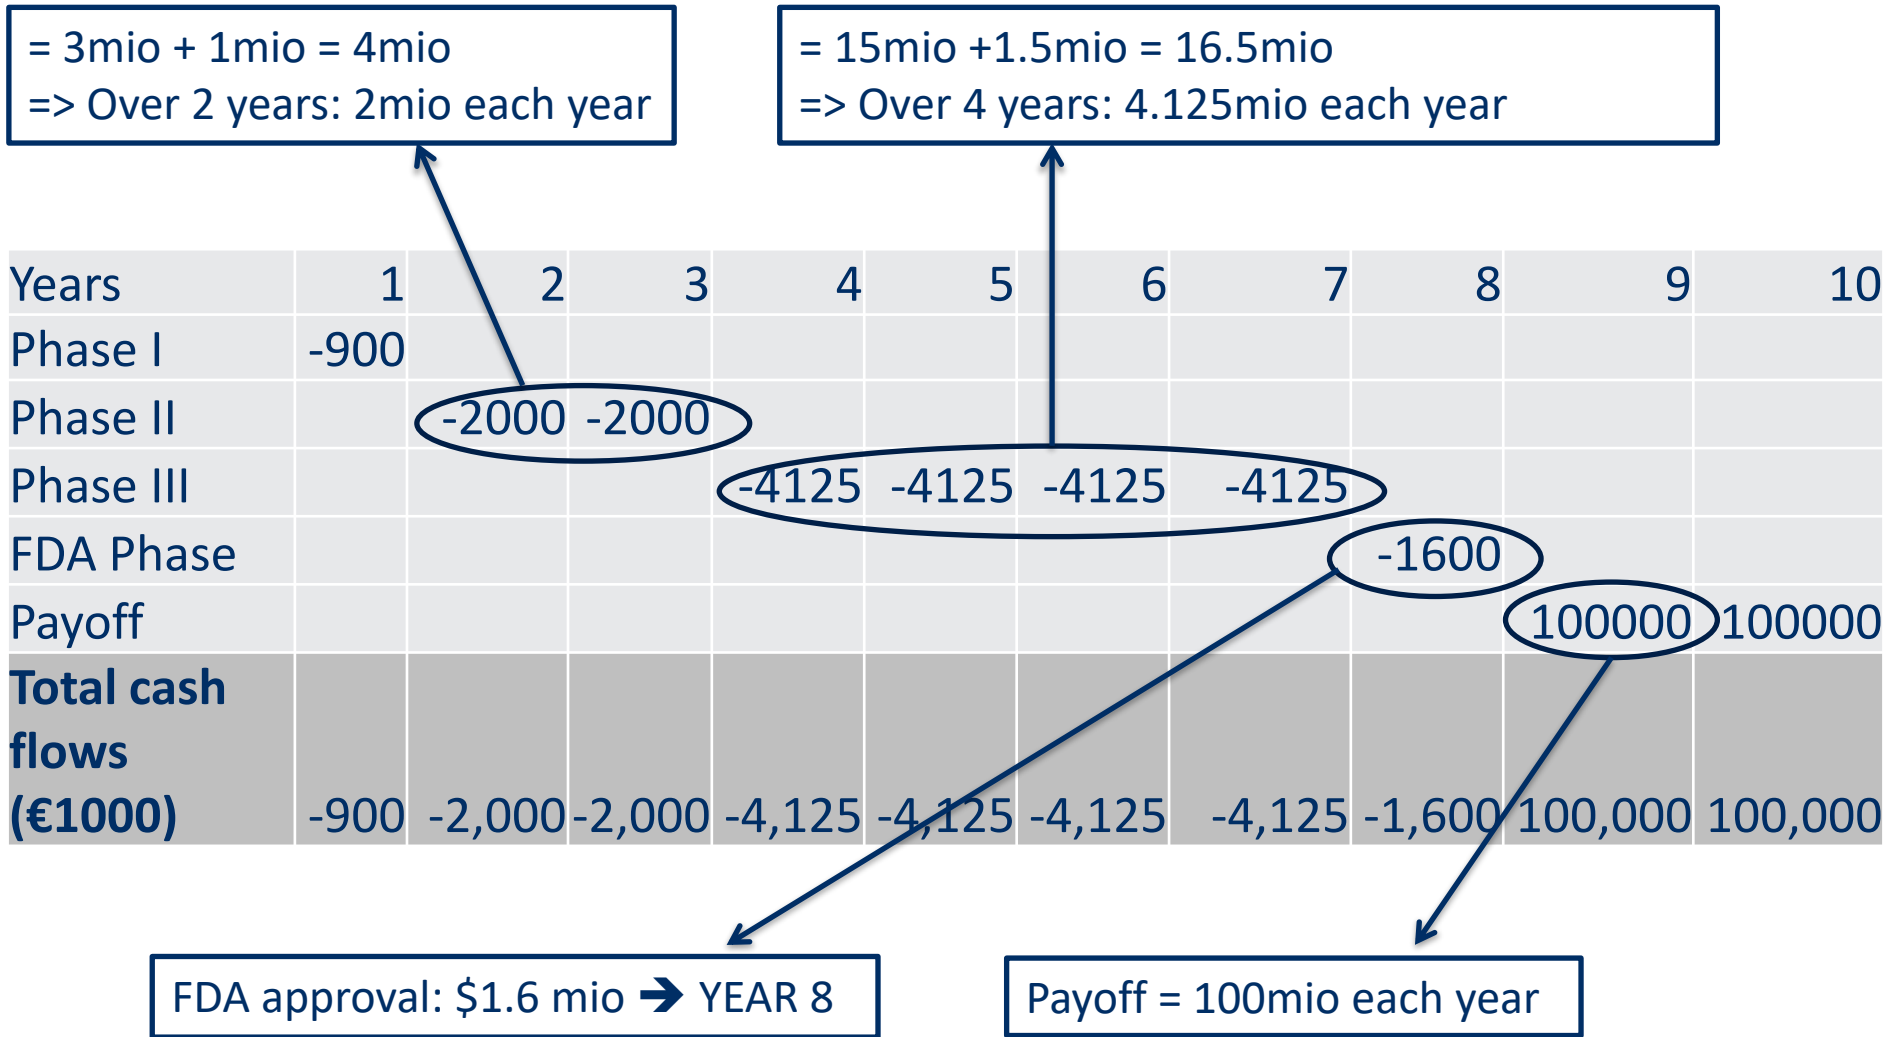 = 3mio + 1mio = 4mio
=> Over 2 years: 2mio each year
= 15mio +1.5mio = 16.5mio
=> Over 4 years: 4.125mio each year
Years 1 2 3 4 5 6 7 8 9 10
Phase I -900
Phase II -2000 -2000
Phase III -4125 -4125 -4125 -4125
FDA Phase -1600
Payoff 100000 100000
Total cash
flows
(€1000) -900 -2,000 -2,000 -4,125 -4,125 -4,125 -4,125 -1,600 100,000 100,000
FDA approval: $1.6 mio ➔ YEAR 8
Payoff = 100mio each year